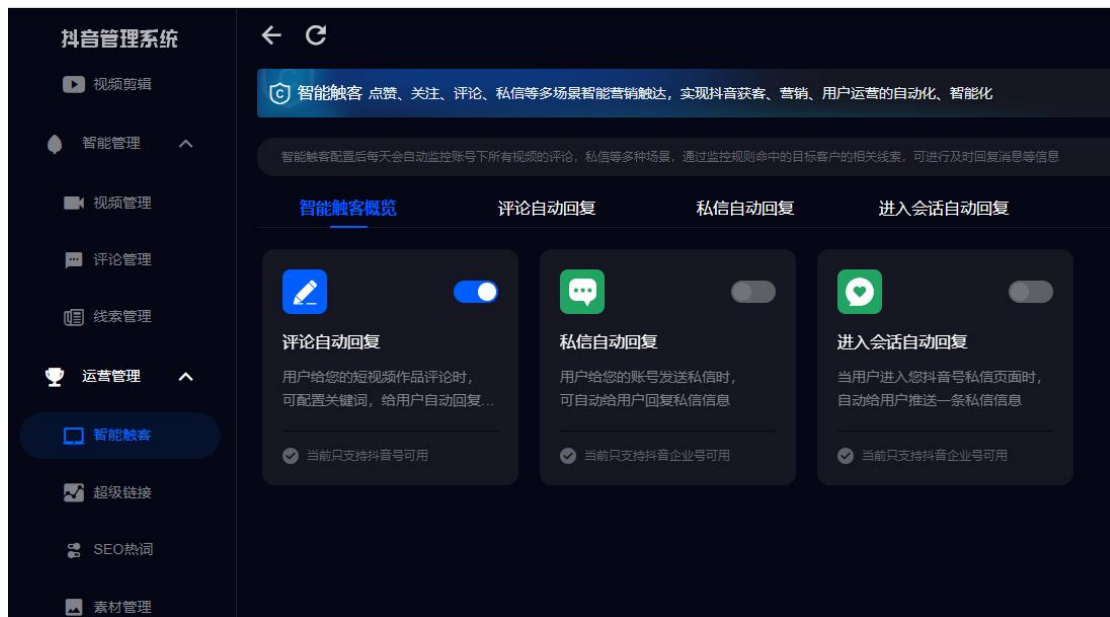 抖音管理系统
视频剪辑
智能管理
视频管理
评论管理
线索管理
运营管理
智能触客
超级链接
SEO热词
素材管理
智能触客 点赞、关注、评论、私信等多场景智能营销触达，实现抖音获客、营销、用户运营的自动化、智能化
智能触客配置后每天会自动监控账号下所有视频的评论，私信等多种场景，通过监控规则命中的目标客户的相关线索，可进行及时回复消息等信息
智能触客概览 评论自动回复 私信自动回复 进入会话自动回复
评论自动回复
用户给您的短视频作品评论时，
可配置关键词，给用户自动回复...
当前只支持抖音号可用
私信自动回复
用户给您的账号发送私信时，
可自动给用户回复私信信息
当前只支持抖音企业号可用
进入会话自动回复
当用户进入您抖音号私信页面时，
自动给用户推送一条私信信息
当前只支持抖音企业号可用